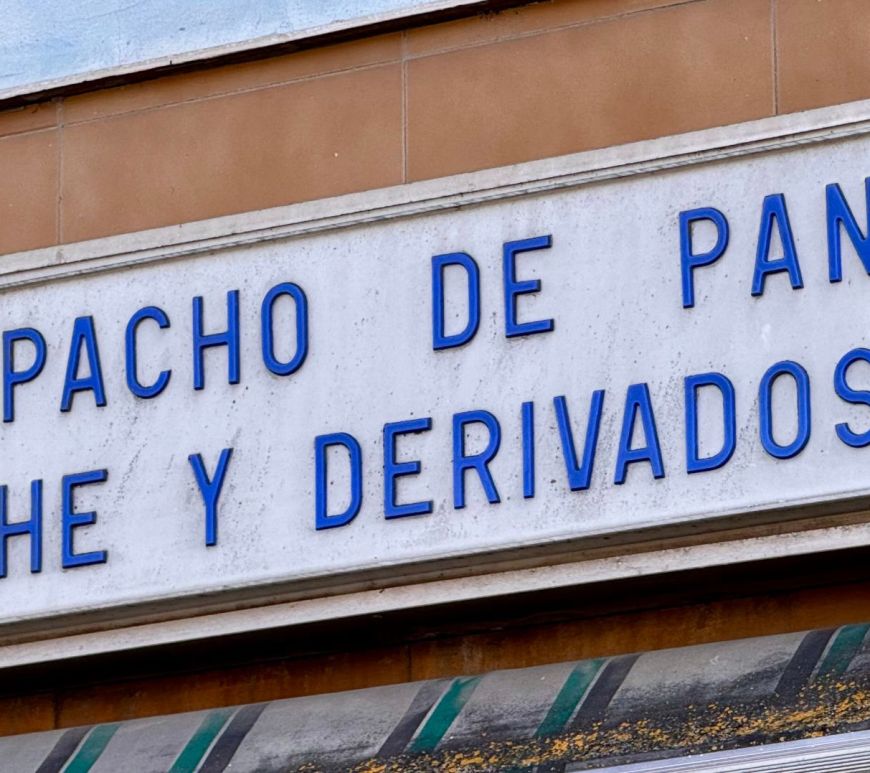 PACHO DE PAN
HE Y DERIVADOS